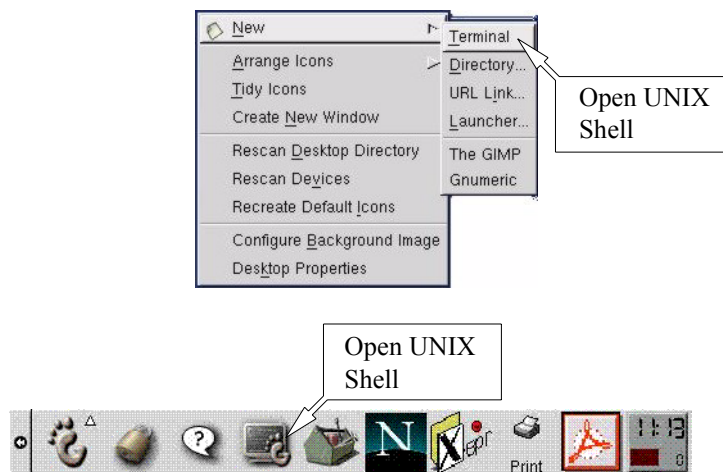 New
Terminal
Arrange Icons
Directory...
Tidy Icons
URL Link...
Create New Window
Launcher...
Open UNIX
Shell
Rescan Desktop Directory
The GIMP
Rescan Devices
Gnumeric
Recreate Default Icons
Configure Background Image
Desktop Properties
Open UNIX
Shell
?
N
Xepr
Print
11:13
0